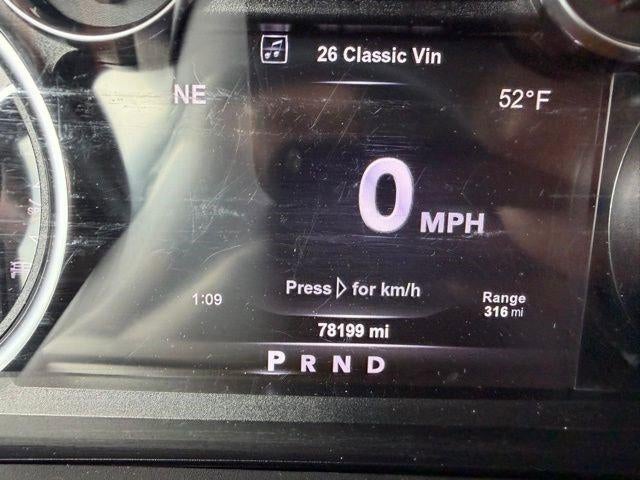 26 Classic Vin
NE
52°F
0 MPH
Press ▷ for km/h
1:09
Range
316 mi
78199 mi
P R N D